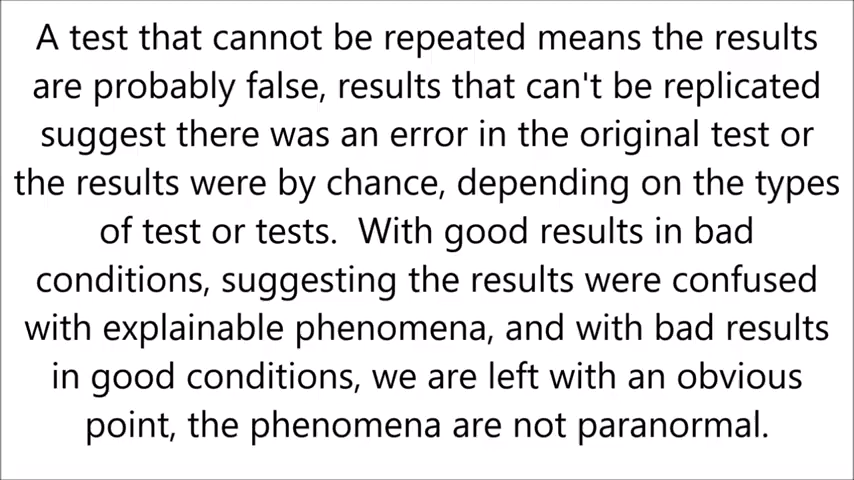 A test that cannot be repeated means the results
are probably false, results that can't be replicated
suggest there was an error in the original test or
the results were by chance, depending on the types
of test or tests.  With good results in bad
conditions, suggesting the results were confused
with explainable phenomena, and with bad results
in good conditions, we are left with an obvious
point, the phenomena are not paranormal.